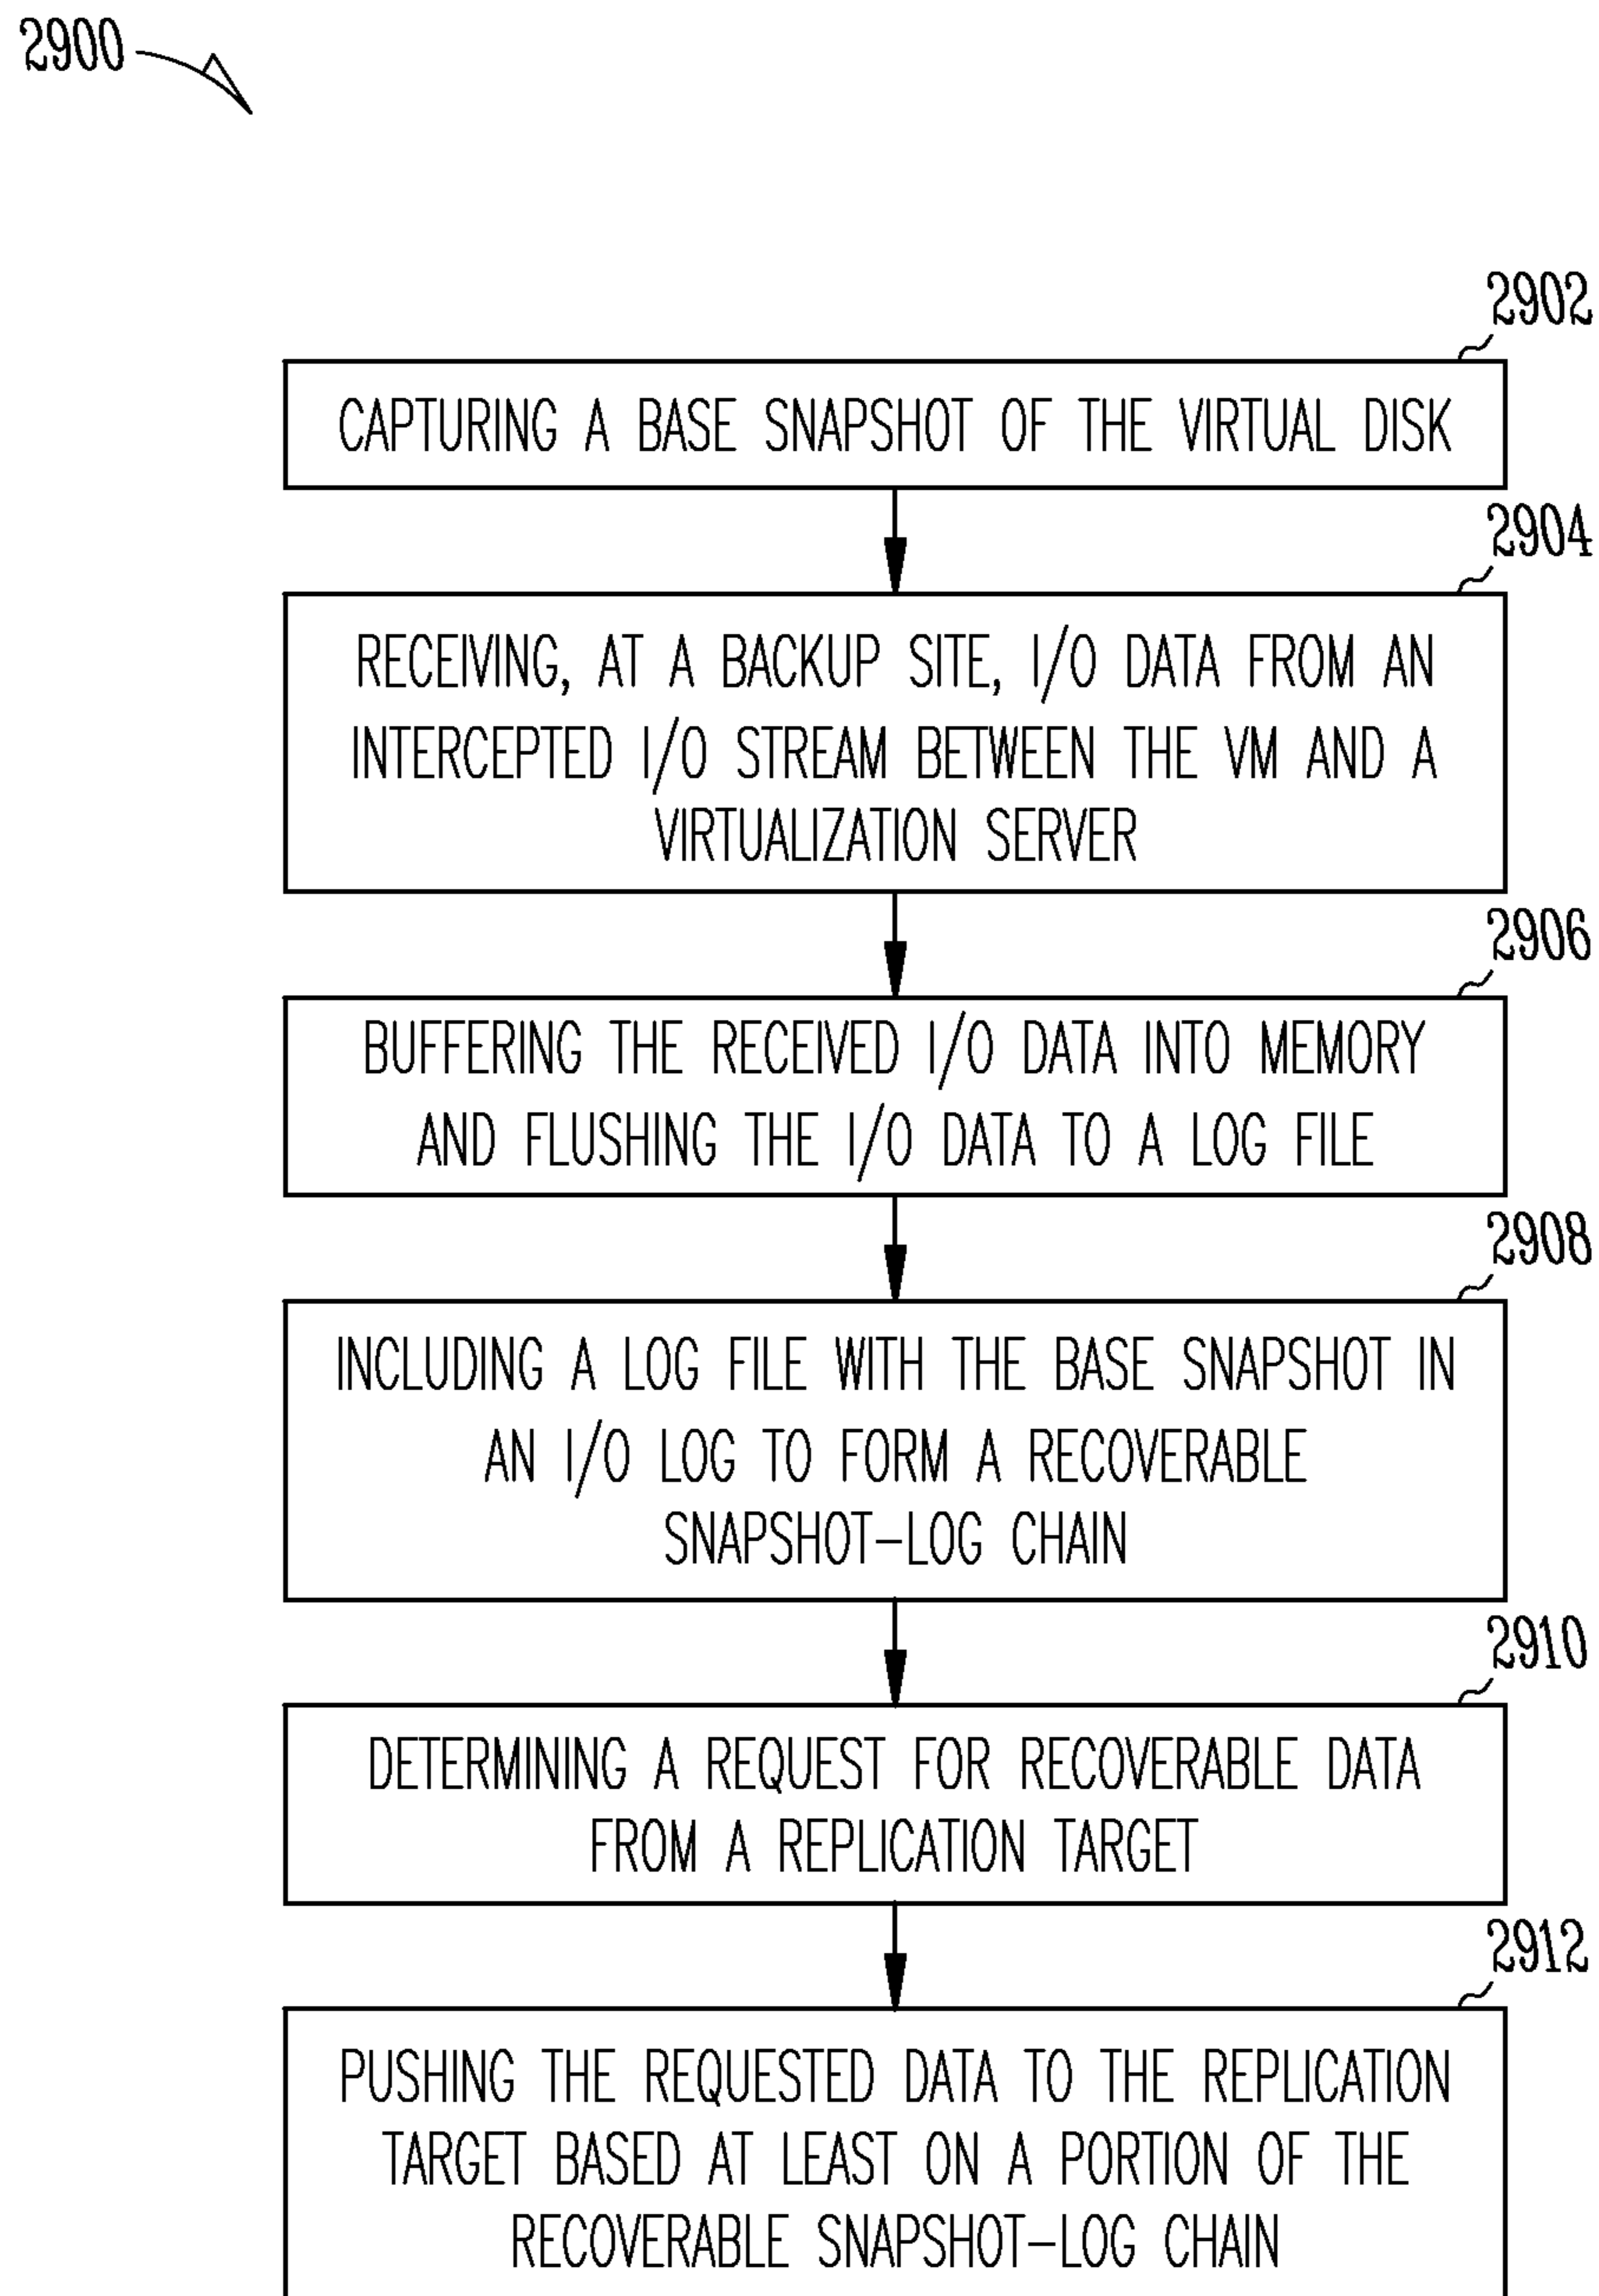 2900
2902
CAPTURING A BASE SNAPSHOT OF THE VIRTUAL DISK
2904
RECEIVING, AT A BACKUP SITE, I/O DATA FROM AN
INTERCEPTED I/O STREAM BETWEEN THE VM AND A
VIRTUALIZATION SERVER
2906
BUFFERING THE RECEIVED I/O DATA INTO MEMORY
AND FLUSHING THE I/O DATA TO A LOG FILE
2908
INCLUDING A LOG FILE WITH THE BASE SNAPSHOT IN
AN I/O LOG TO FORM A RECOVERABLE
SNAPSHOT-LOG CHAIN
2910
DETERMINING A REQUEST FOR RECOVERABLE DATA
FROM A REPLICATION TARGET
2912
PUSHING THE REQUESTED DATA TO THE REPLICATION
TARGET BASED AT LEAST ON A PORTION OF THE
RECOVERABLE SNAPSHOT-LOG CHAIN